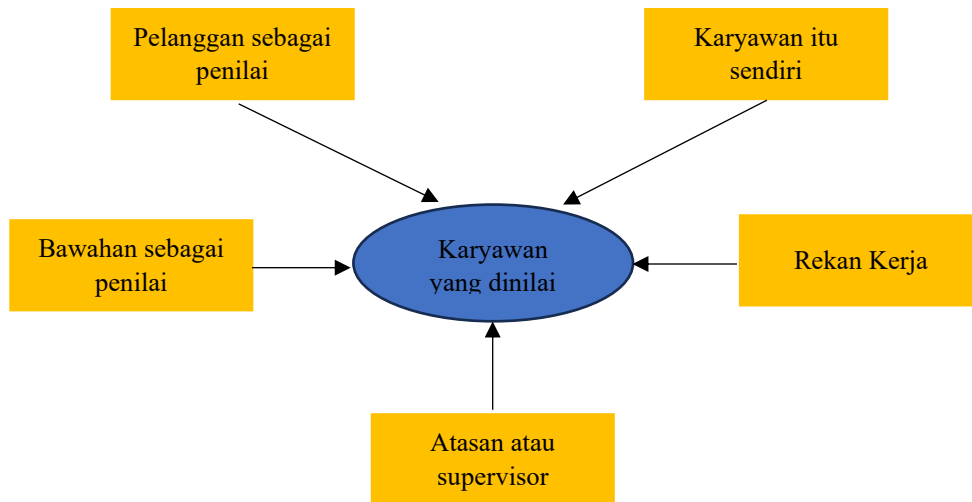 Pelanggan sebagai
penilai
Karyawan itu
sendiri
Bawahan sebagai
penilai
Karyawan
yang dinilai
Rekan Kerja
Atasan atau
supervisor